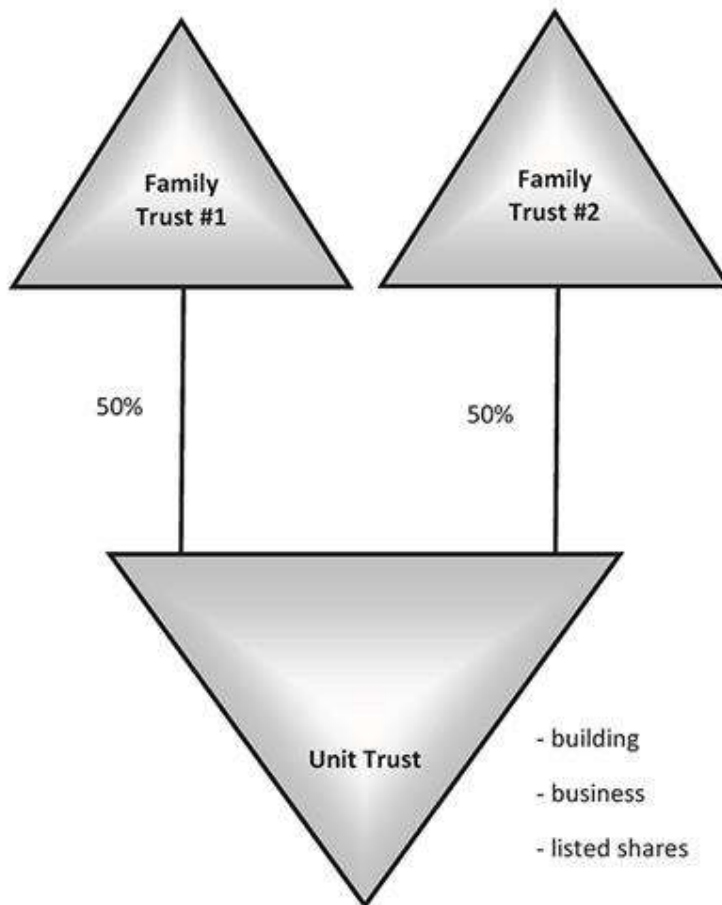 Family
Trust #1
Family
Trust #2
50%
50%
Unit Trust
- building
- business
- listed shares